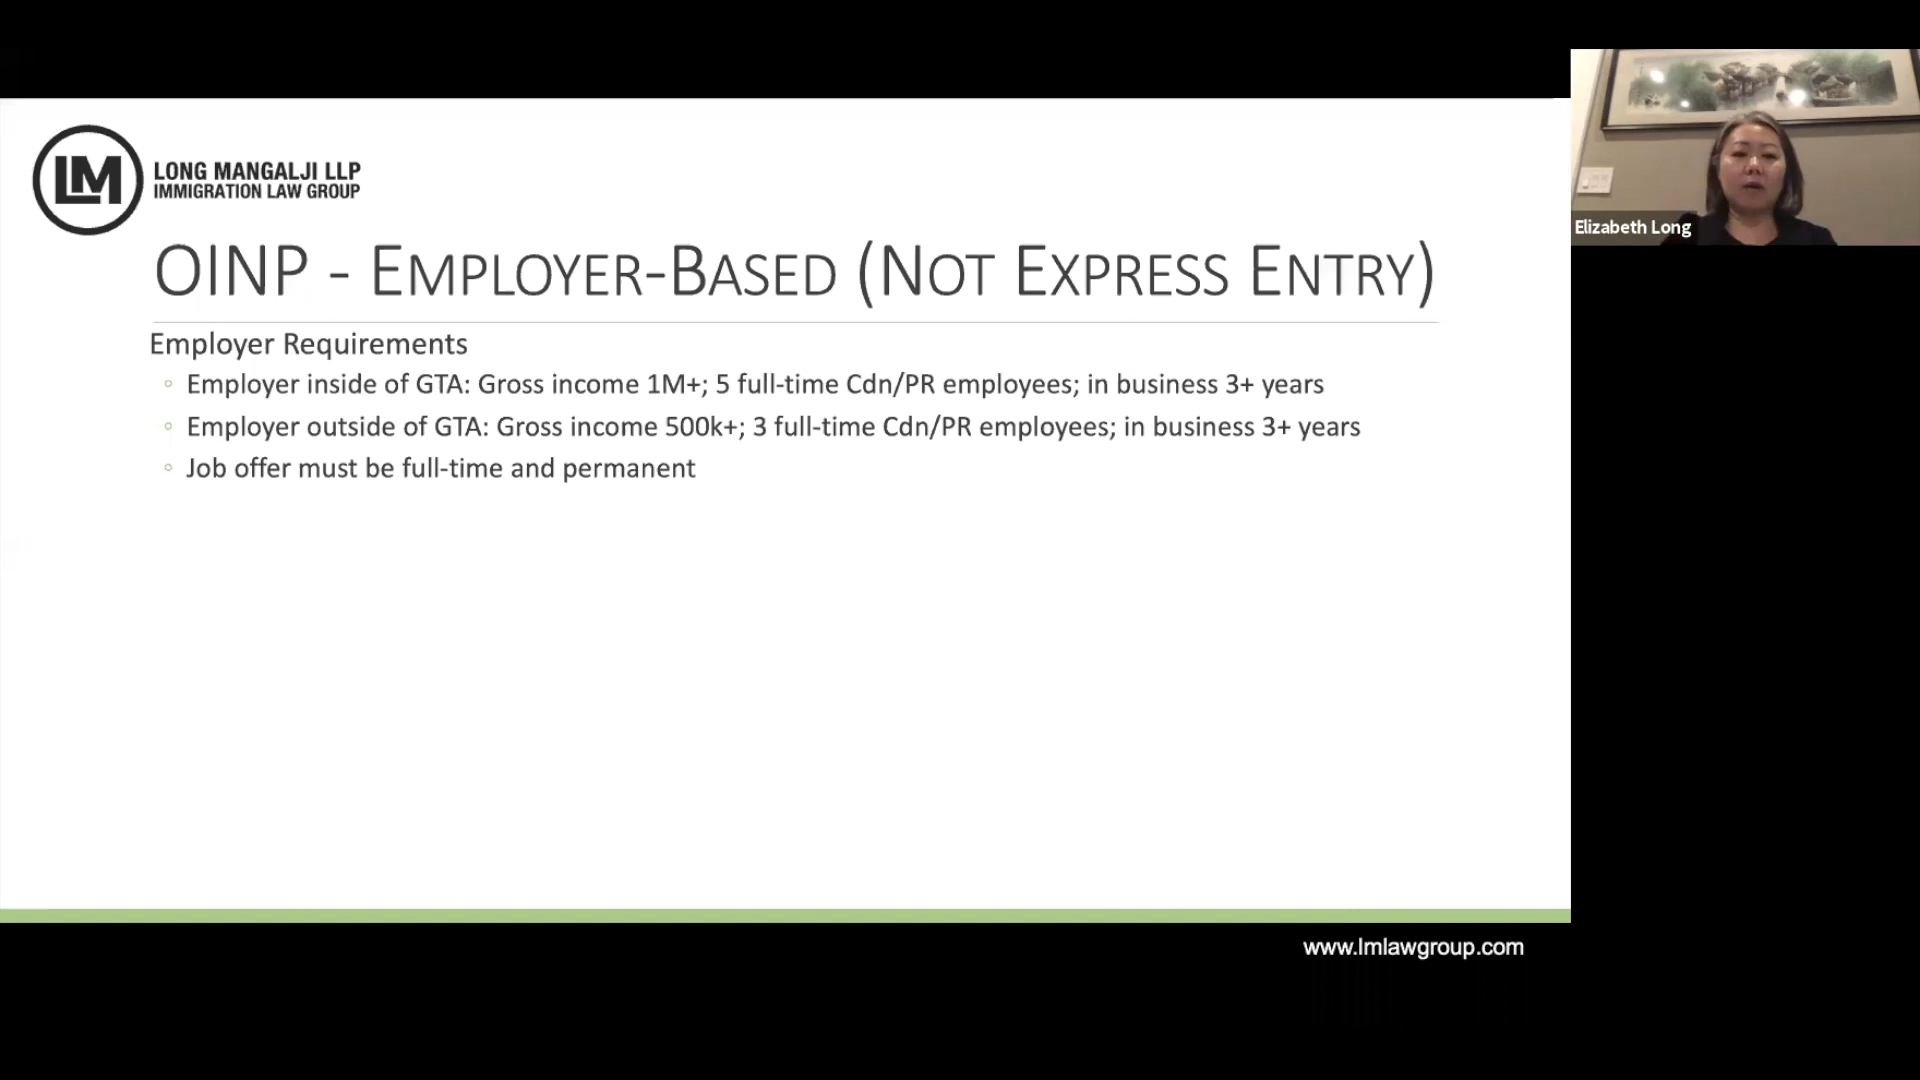 LM
LONG MANGALJI LLP
IMMIGRATION LAW GROUP
OINP - EMPLOYER-BASED (NOT EXPRESS ENTRY)
Employer Requirements
◦ Employer inside of GTA: Gross income 1M+; 5 full-time Cdn/PR employees; in business 3+ years
◦ Employer outside of GTA: Gross income 500k+; 3 full-time Cdn/PR employees; in business 3+ years
◦ Job offer must be full-time and permanent
Elizabeth Long
www.lmlawgroup.com